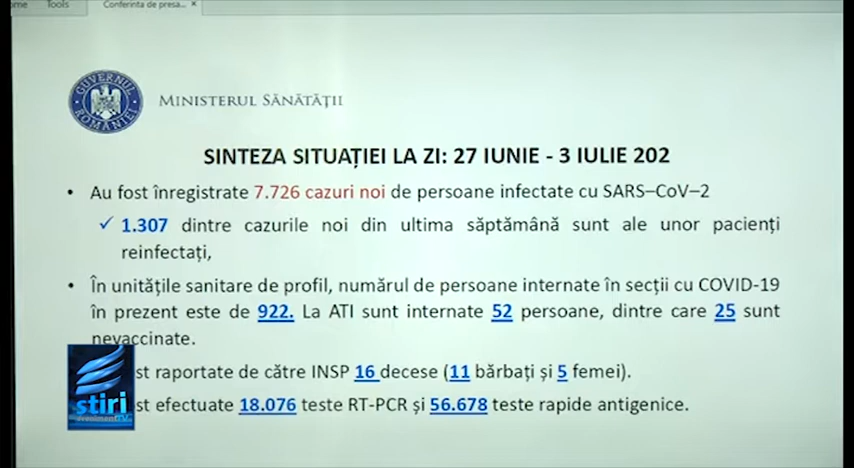 Tools
Conferinta de presa...
GUVERNUL
ROMÂNIEI
MINISTERUL SĂNĂTĂȚII
SINTEZA SITUAȚIEI LA ZI: 27 IUNIE - 3 IULIE 202
• Au fost înregistrate 7.726 cazuri noi de persoane infectate cu SARS–CoV–2
✓ 1.307 dintre cazurile noi din ultima săptămână sunt ale unor pacienți
reinfectați,
• În unitățile sanitare de profil, numărul de persoane internate în secții cu COVID-19
în prezent este de 922. La ATI sunt internate 52 persoane, dintre care 25 sunt
nevaccinate.
st raportate de către INSP 16 decese (11 bărbați și 5 femei).
st efectuate 18.076 teste RT-PCR și 56.678 teste rapide antigenice.
stiri